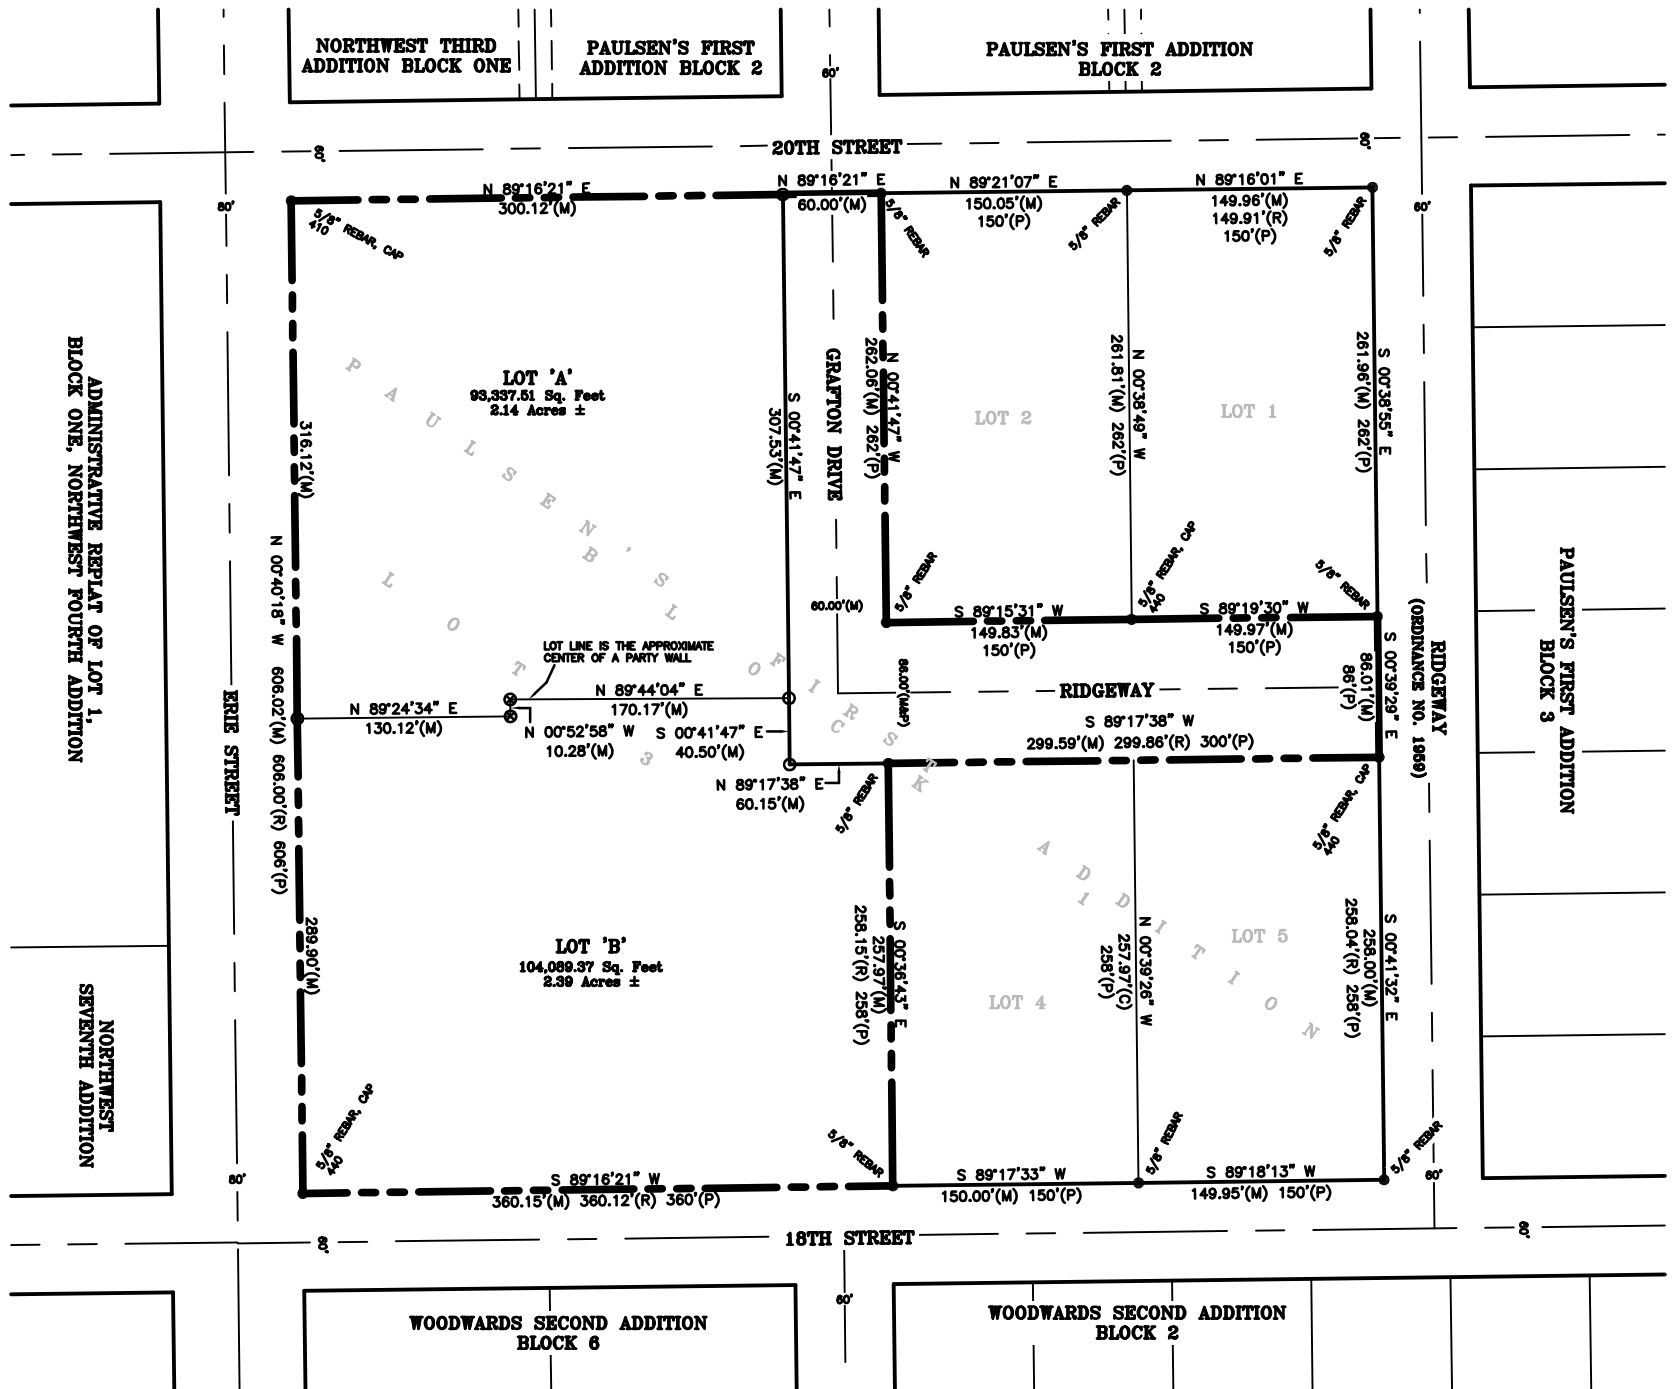 NORTHWEST THIRD
ADDITION BLOCK ONE
PAULSEN'S FIRST
ADDITION BLOCK 2
60'
PAULSEN'S FIRST ADDITION
BLOCK 2
60'
20TH STREET
60'
80'
N 89°16'21" E
300.12'(M)
N 89°16'21" E
60.00'(M)
N 89°21'07" E
150.05'(M)
150'(P)
N 89°16'01" E
149.96'(M)
149.91'(R)
150'(P)
60'
5/8" REBAR, CAP
410
5/8" REBAR
5/8" REBAR
5/8" REBAR
ADMINISTRATIVE REPLAT OF LOT 1,
BLOCK ONE, NORTHWEST FOURTH ADDITION
316.12'(M)
LOT 'A'
93,337.51 Sq. Feet
2.14 Acres ±
S 00°41'47" E
307.53'(M)
GRAFTON DRIVE
N 00°41'47" W
262.06'(M) 262'(P)
LOT 2
N 00°38'49" W
261.81'(M) 262'(P)
LOT 1
S 00°38'55" E
261.96'(M) 262'(P)
PAULSEN'S FIRST ADDITION
BLOCK 3
PAULSEN'S FIRST ADDITION
LOT 3
BLOCK 1
N 00°40'18" W 606.02'(M) 606.00'(R) 606'(P)
60.00'(M)
5/8" REBAR
5/8" REBAR, CAP
440
5/8" REBAR
S 89°15'31" W
149.83'(M)
150'(P)
S 89°19'30" W
149.97'(M)
150'(P)
RIDGEWAY
(ORDINANCE NO. 1959)
LOT LINE IS THE APPROXIMATE
CENTER OF A PARTY WALL
ERIE STREET
N 89°24'34" E
130.12'(M)
N 89°44'04" E
170.17'(M)
N 00°52'58" W
10.28'(M)
S 00°41'47" E
40.50'(M)
86.00'(M&P)
RIDGEWAY
S 00°39'29" E
86.01'(M)
86'(P)
S 89°17'38" W
299.59'(M) 299.86'(R) 300'(P)
N 89°17'38" E
60.15'(M)
5/8" REBAR
5/8" REBAR, CAP
440
289.90'(M)
LOT 'B'
104,089.37 Sq. Feet
2.39 Acres ±
S 00°36'43" E
257.97'(M)
258.15'(R) 258'(P)
LOT 4
N 00°39'26" W
257.97'(C)
258'(P)
LOT 5
S 00°41'32" E
258.00'(M)
258.04'(R) 258'(P)
NORTHWEST
SEVENTH ADDITION
5/8" REBAR, CAP
440
5/8" REBAR
5/8" REBAR
5/8" REBAR
80'
S 89°16'21" W
360.15'(M) 360.12'(R) 360'(P)
S 89°17'33" W
150.00'(M) 150'(P)
S 89°18'13" W
149.95'(M) 150'(P)
60'
60'
18TH STREET
60'
60'
WOODWARDS SECOND ADDITION
BLOCK 6
WOODWARDS SECOND ADDITION
BLOCK 2